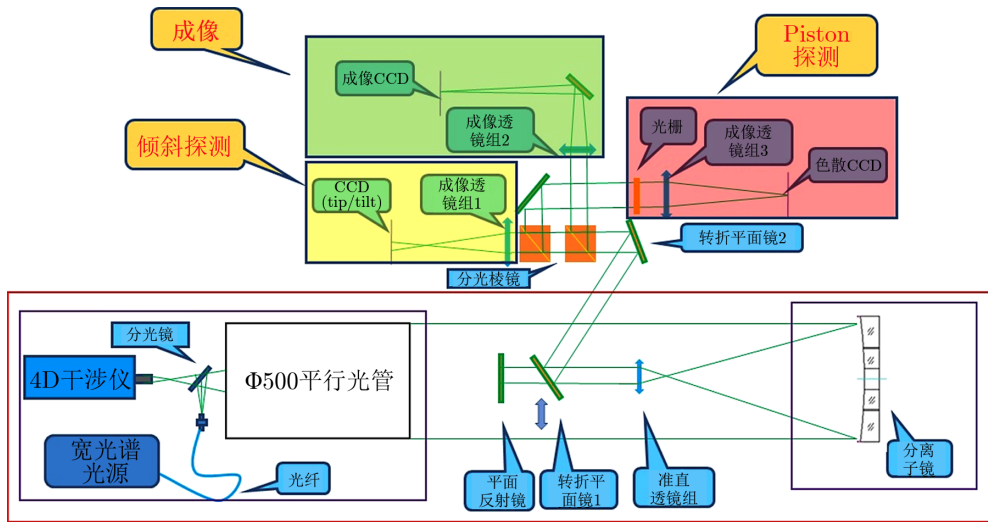 成像
Piston
探测
成像CCD
成像透
镜组2
光栅
成像透
镜组3
色散CCD
倾斜探测
CCD
(tip/tilt)
成像透
镜组1
转折平面镜2
分光棱镜
分光镜
4D干涉仪
Φ500平行光管
宽光谱
光源
光纤
平面
反射镜
转折平
面镜1
准直
透镜组
分离
子镜